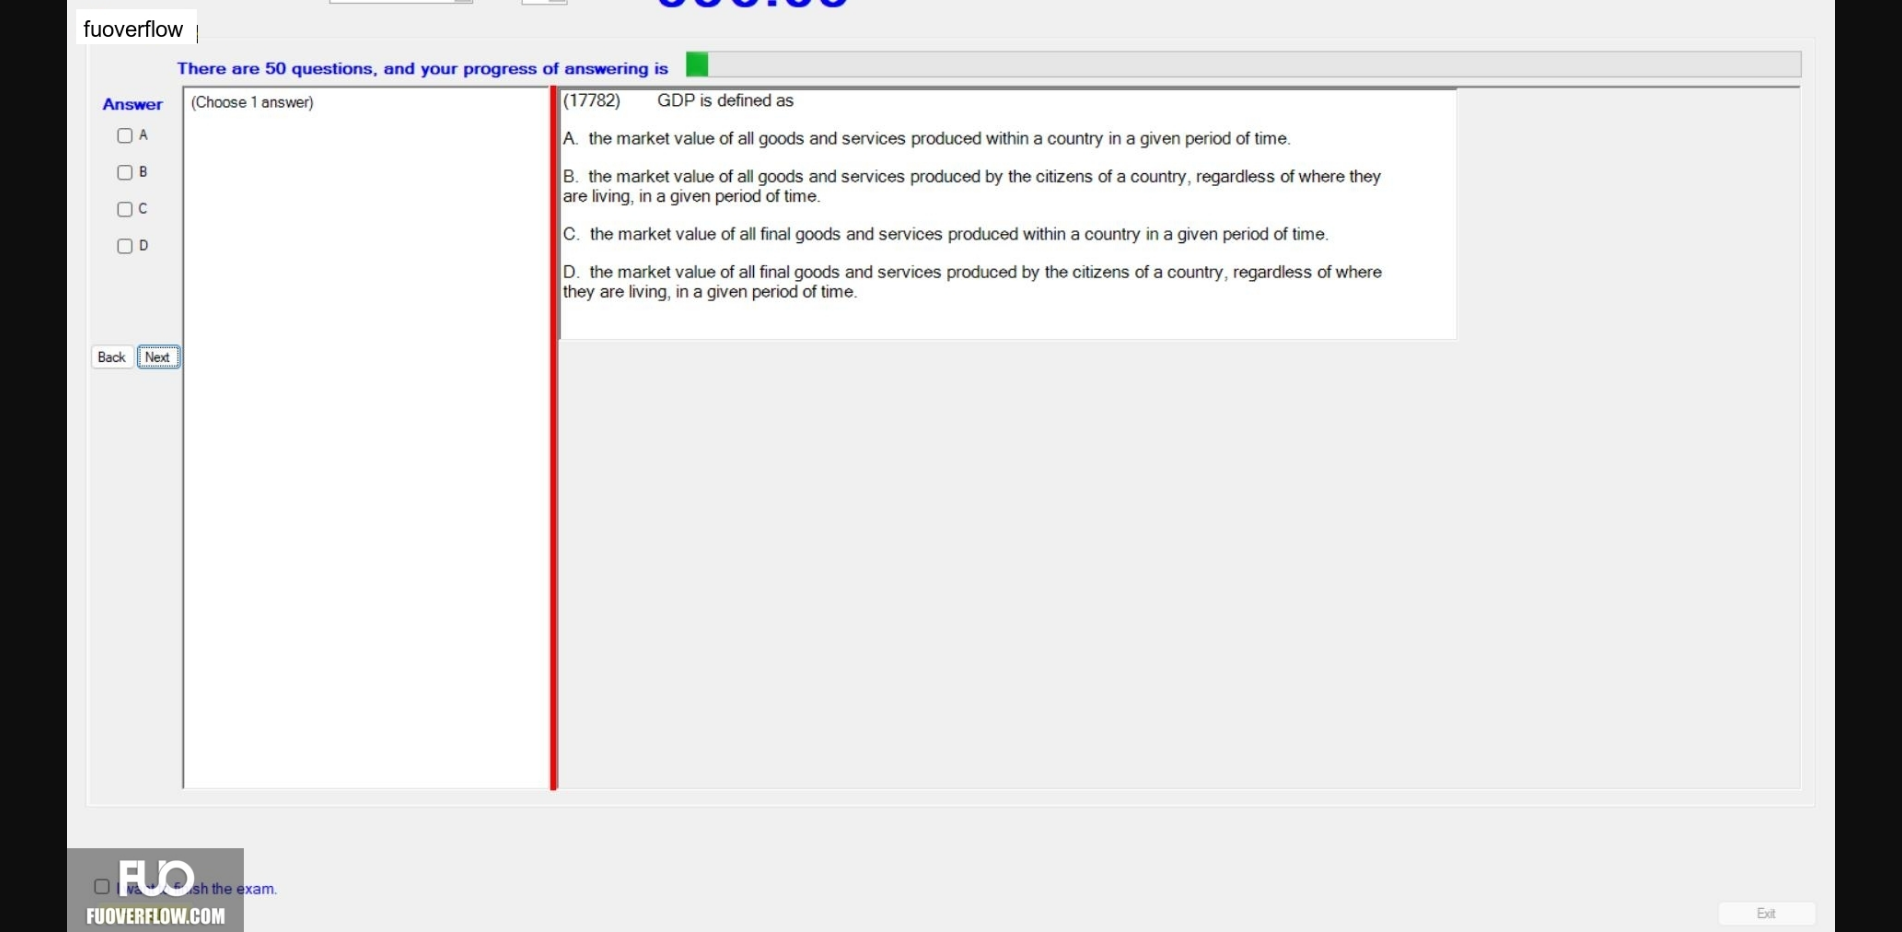 fuoverflow
There are 50 questions, and your progress of answering is
Answer
(Choose 1 answer)
A
B
C
D
Back
Next
(17782) GDP is defined as
A. the market value of all goods and services produced within a country in a given period of time.
B. the market value of all goods and services produced by the citizens of a country, regardless of where they
are living, in a given period of time.
C. the market value of all final goods and services produced within a country in a given period of time.
D. the market value of all final goods and services produced by the citizens of a country, regardless of where
they are living, in a given period of time.
FUO
I want finish the exam.
FUOVERFLOW.COM
Exit